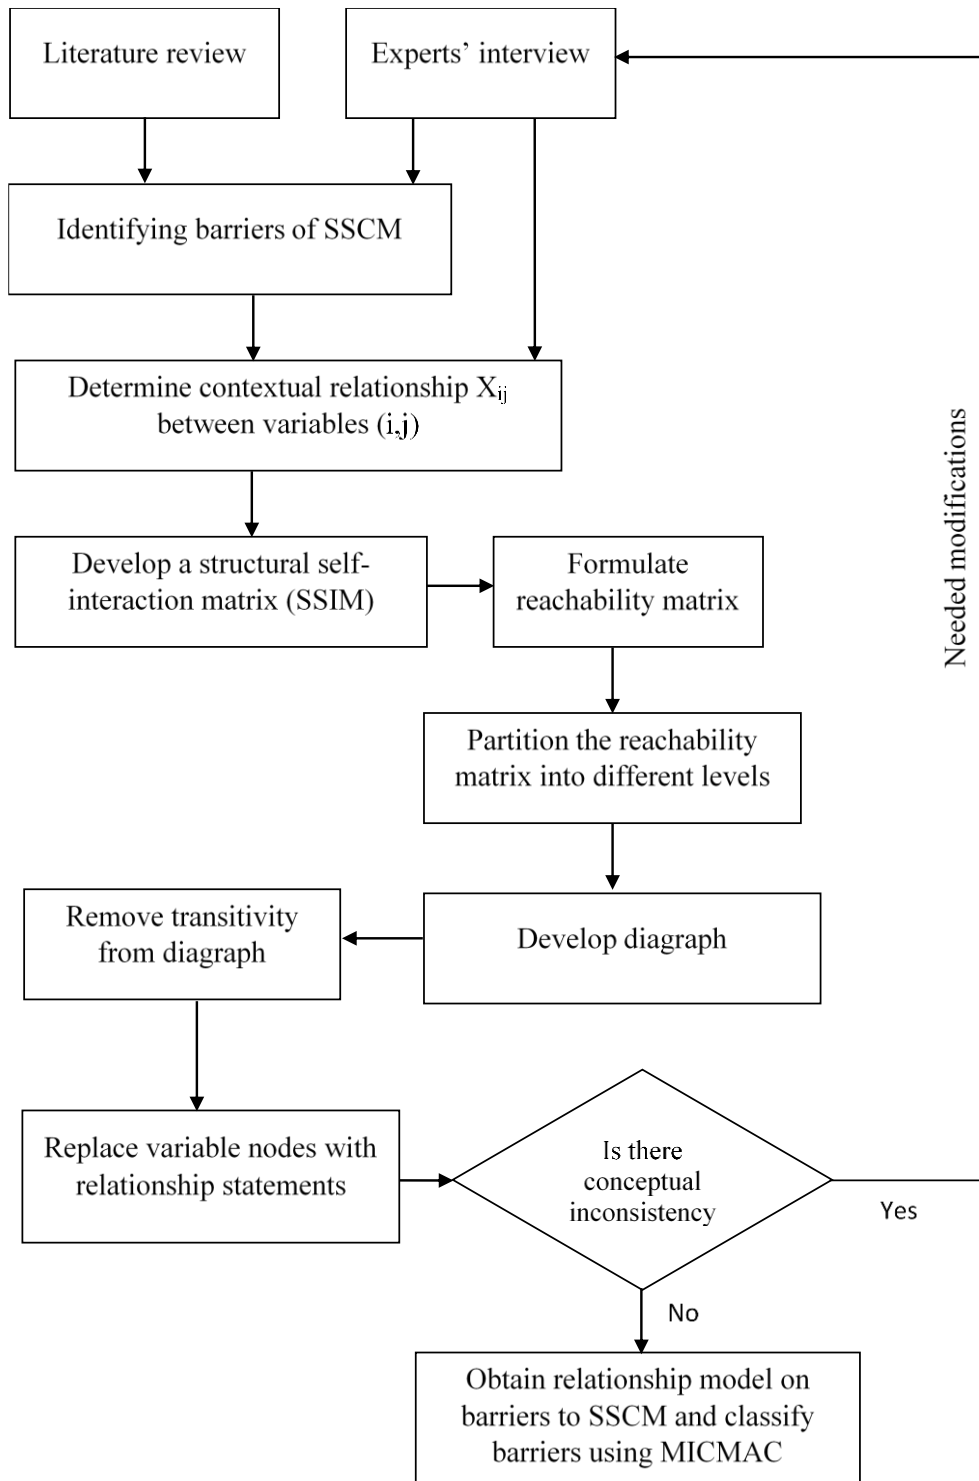 Literature review
Experts’ interview
Identifying barriers of SSCM
Determine contextual relationship Xij
between variables (i,j)
Develop a structural self-
interaction matrix (SSIM)
Formulate
reachability matrix
Needed modifications
Partition the reachability
matrix into different levels
Remove transitivity
from diagraph
Develop diagraph
Replace variable nodes with
relationship statements
Is there
conceptual
inconsistency
Yes
No
Obtain relationship model on
barriers to SSCM and classify
barriers using MICMAC